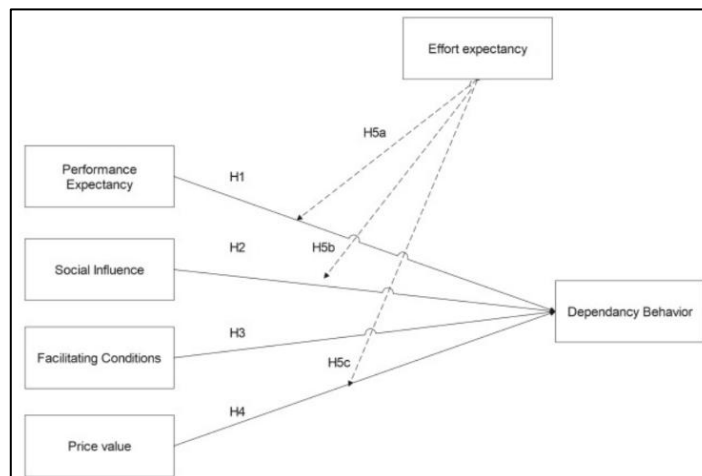 Effort expectancy
H5a
Performance
Expectancy
H1
H5b
H2
Social Influence
Dependancy Behavior
H3
Facilitating Conditions
H5c
H4
Price value